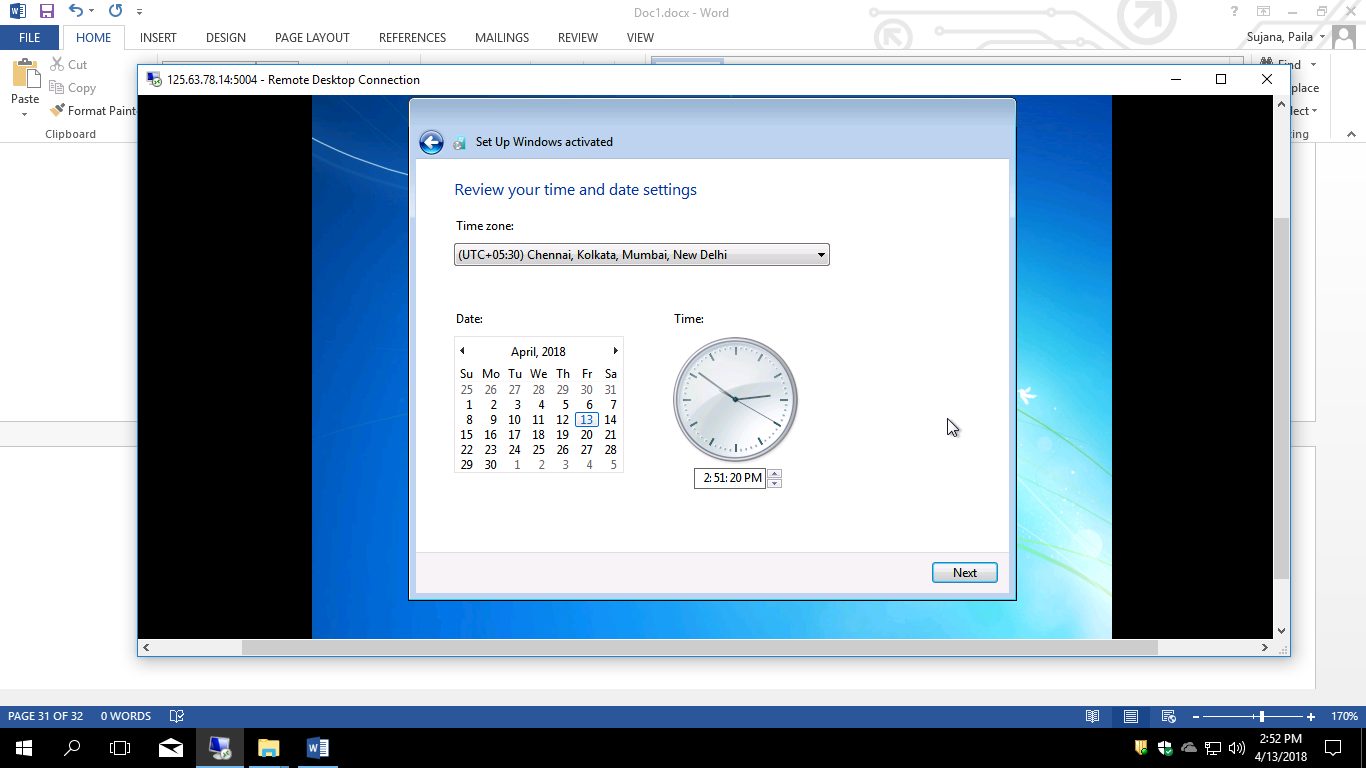 Doc1.docx - Word
?
FILE HOME INSERT DESIGN PAGE LAYOUT REFERENCES MAILINGS REVIEW VIEW Sujana, Paila
Paste
Cut
Copy
Format Paint
Clipboard
Find
place
lect
ing
125.63.78.14:5004 - Remote Desktop Connection
Set Up Windows activated
Review your time and date settings
Time zone:
(UTC+05:30) Chennai, Kolkata, Mumbai, New Delhi
Date:
April, 2018
Su Mo Tu We Th Fr Sa
25 26 27 28 29 30 31
1 2 3 4 5 6 7
8 9 10 11 12 13 14
15 16 17 18 19 20 21
22 23 24 25 26 27 28
29 30 1 2 3 4 5
Time:
2:51:20 PM
Next
PAGE 31 OF 32 0 WORDS 170%
2:52 PM
4/13/2018